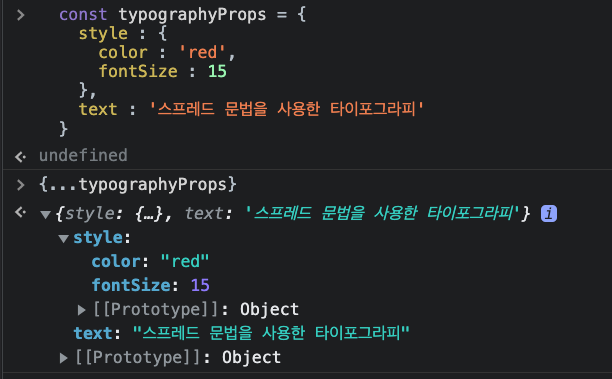 const typographyProps = {
style : {
color : 'red',
fontSize : 15
},
text : '스프레드 문법을 사용한 타이포그라피'
}
undefined
{...typographyProps}
{style: {…}, text: '스프레드 문법을 사용한 타이포그라피'} i
style:
color: "red"
fontSize: 15
[[Prototype]]: Object
text: "스프레드 문법을 사용한 타이포그라피"
[[Prototype]]: Object